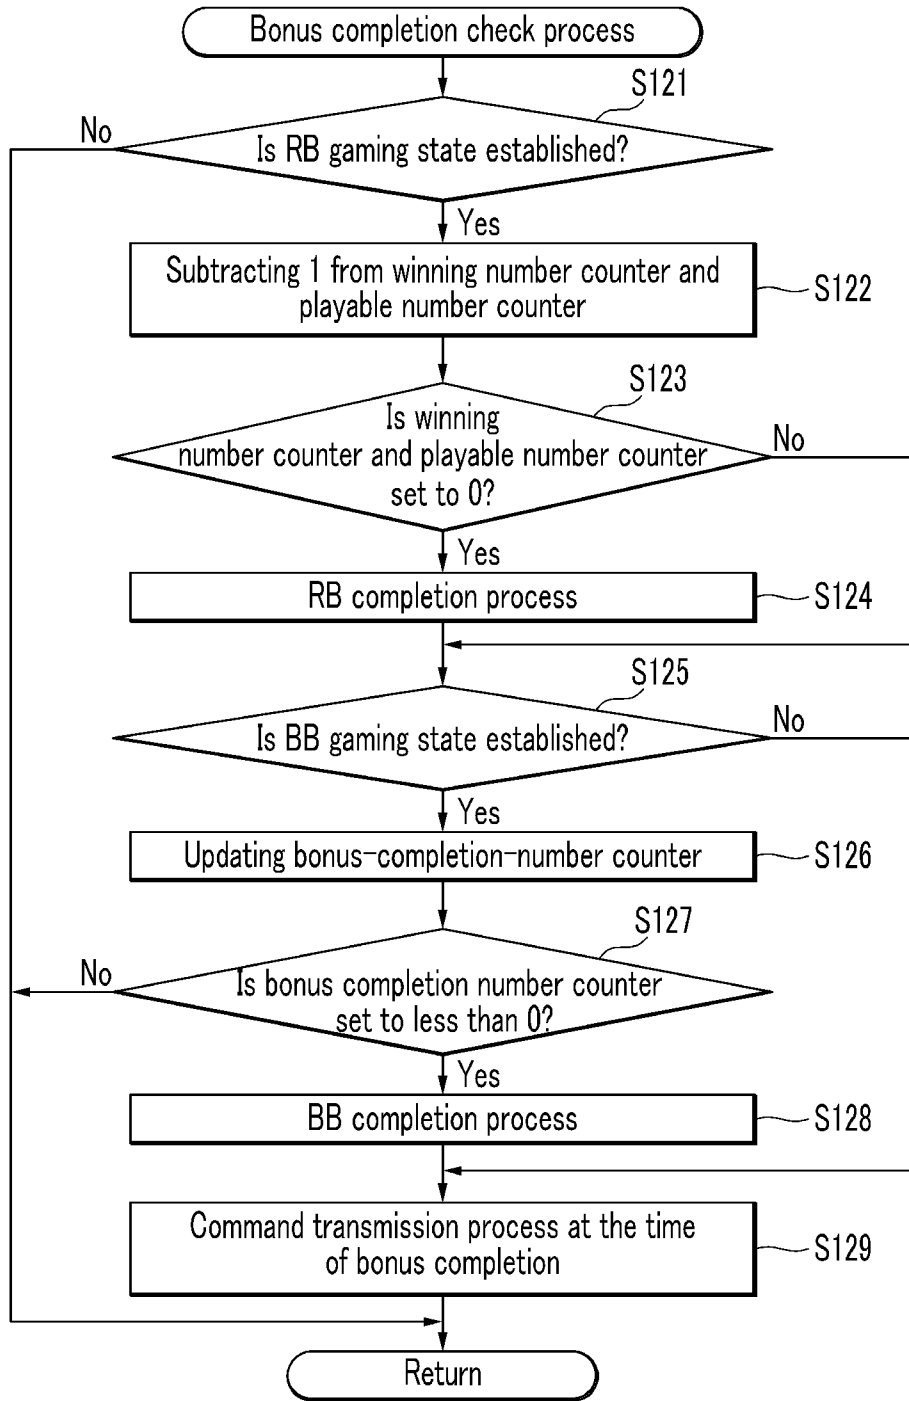 Bonus completion check process
S121
No
Is RB gaming state established?
Yes
Subtracting 1 from winning number counter and
playable number counter
S122
S123
Is winning
number counter and playable number counter
set to 0?
No
Yes
RB completion process
S124
S125
Is BB gaming state established?
No
Yes
Updating bonus-completion-number counter
S126
S127
No
Is bonus completion number counter
set to less than 0?
Yes
BB completion process
S128
Command transmission process at the time
of bonus completion
S129
Return